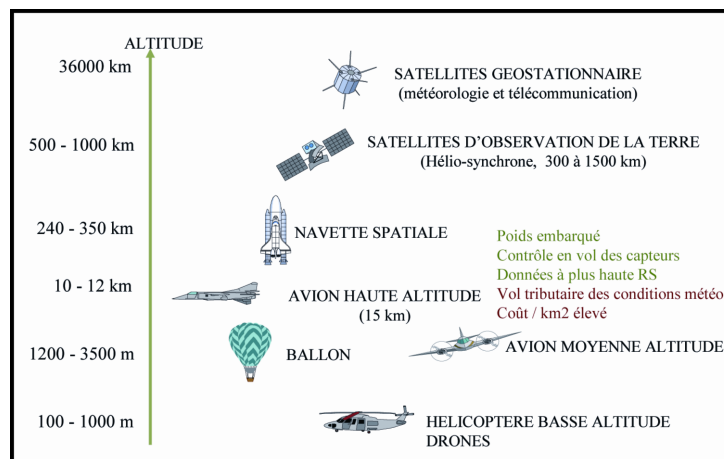 ALTITUDE
36000 km
SATELLITES GEOSTATIONNAIRE
(météorologie et télécommunication)
500 - 1000 km
SATELLITES D'OBSERVATION DE LA TERRE
(Hélio-synchrone, 300 à 1500 km)
240 - 350 km
NAVETTE SPATIALE
Poids embarqué
Contrôle en vol des capteurs
Données à plus haute RS
Vol tributaire des conditions météo
Coût / km2 élevé
10 - 12 km
AVION HAUTE ALTITUDE
(15 km)
1200 - 3500 m
BALLON
AVION MOYENNE ALTITUDE
100 - 1000 m
HELICOPTERE BASSE ALTITUDE
DRONES